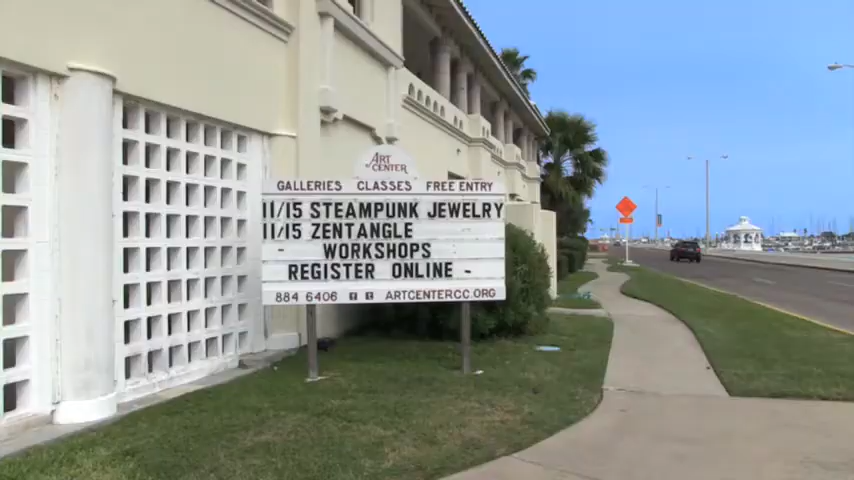 ART
CENTER
GALLERIES CLASSES FREE ENTRY
11/15 STEAMPUNK JEWELRY
11/15 ZENTANGLE
- WORKSHOPS
REGISTER ONLINE -
884 6406 f t ARTCENTERCC.ORG